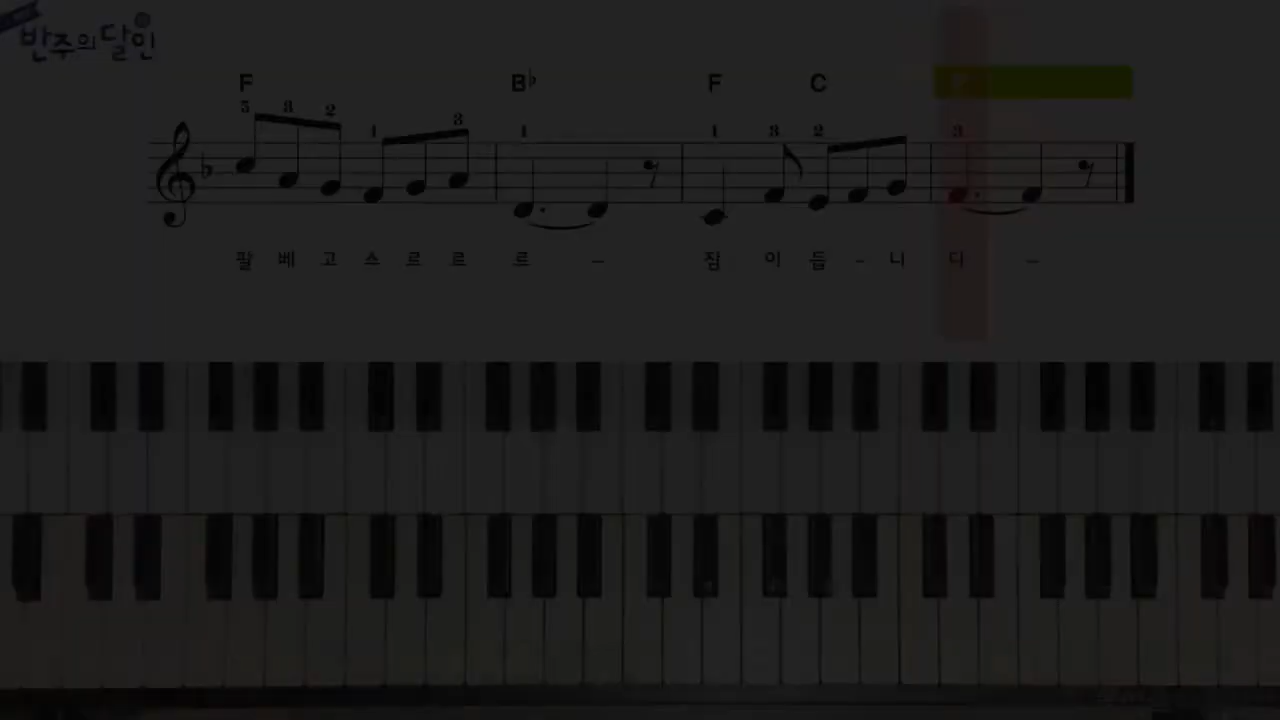 반주의달인
F B♭ F C F
5 3 2 1 3 1 1 3 2 3
팔 베 고 스 르 르 르 – 잠 이 듭 - 니 다 –